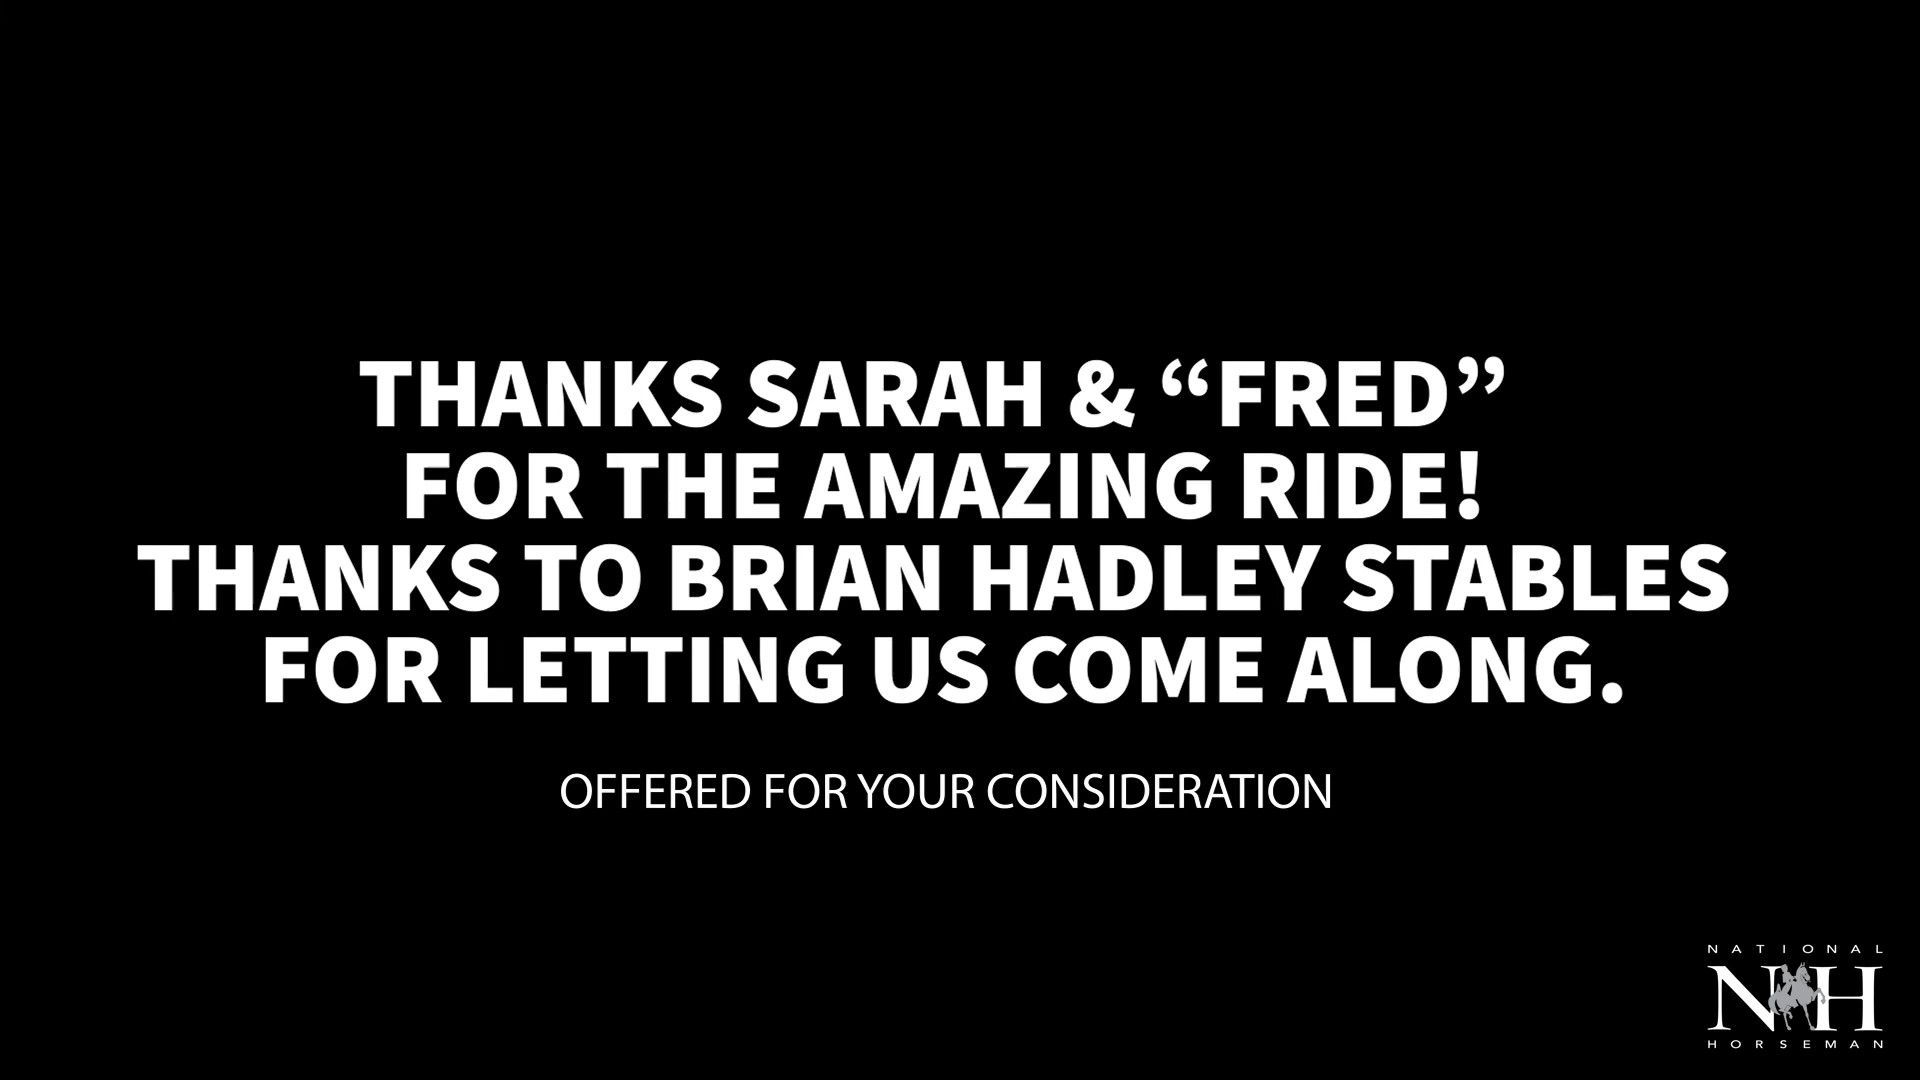 THANKS SARAH & “FRED”
FOR THE AMAZING RIDE!
THANKS TO BRIAN HADLEY STABLES
FOR LETTING US COME ALONG.
OFFERED FOR YOUR CONSIDERATION
NATIONAL
NH
HORSEMAN